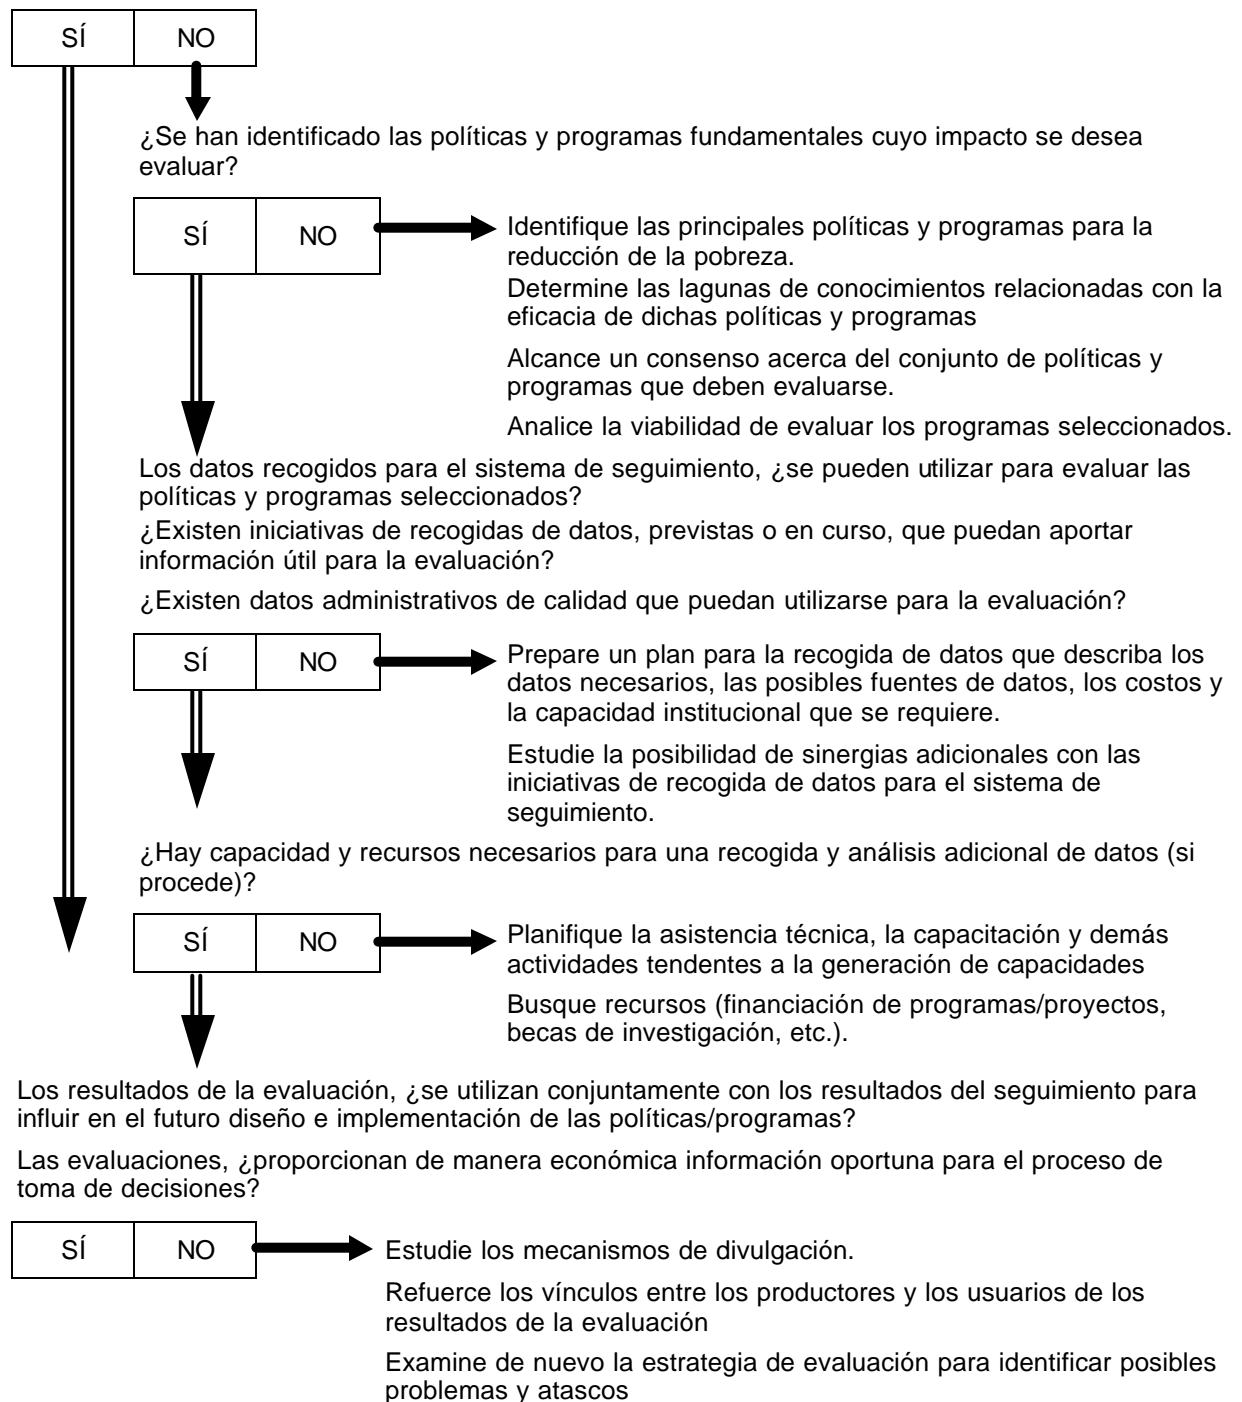 SÍ NO
¿Se han identificado las políticas y programas fundamentales cuyo impacto se desea
evaluar?
SÍ NO
Identifique las principales políticas y programas para la
reducción de la pobreza.
Determine las lagunas de conocimientos relacionadas con la
eficacia de dichas políticas y programas
Alcance un consenso acerca del conjunto de políticas y
programas que deben evaluarse.
Analice la viabilidad de evaluar los programas seleccionados.
Los datos recogidos para el sistema de seguimiento, ¿se pueden utilizar para evaluar las
políticas y programas seleccionados?
¿Existen iniciativas de recogidas de datos, previstas o en curso, que puedan aportar
información útil para la evaluación?
¿Existen datos administrativos de calidad que puedan utilizarse para la evaluación?
SÍ NO
Prepare un plan para la recogida de datos que describa los
datos necesarios, las posibles fuentes de datos, los costos y
la capacidad institucional que se requiere.
Estudie la posibilidad de sinergias adicionales con las
iniciativas de recogida de datos para el sistema de
seguimiento.
¿Hay capacidad y recursos necesarios para una recogida y análisis adicional de datos (si
procede)?
SÍ NO
Planifique la asistencia técnica, la capacitación y demás
actividades tendentes a la generación de capacidades
Busque recursos (financiación de programas/proyectos,
becas de investigación, etc.).
Los resultados de la evaluación, ¿se utilizan conjuntamente con los resultados del seguimiento para
influir en el futuro diseño e implementación de las políticas/programas?
Las evaluaciones, ¿proporcionan de manera económica información oportuna para el proceso de
toma de decisiones?
SÍ NO
Estudie los mecanismos de divulgación.
Refuerce los vínculos entre los productores y los usuarios de los
resultados de la evaluación
Examine de nuevo la estrategia de evaluación para identificar posibles
problemas y atascos